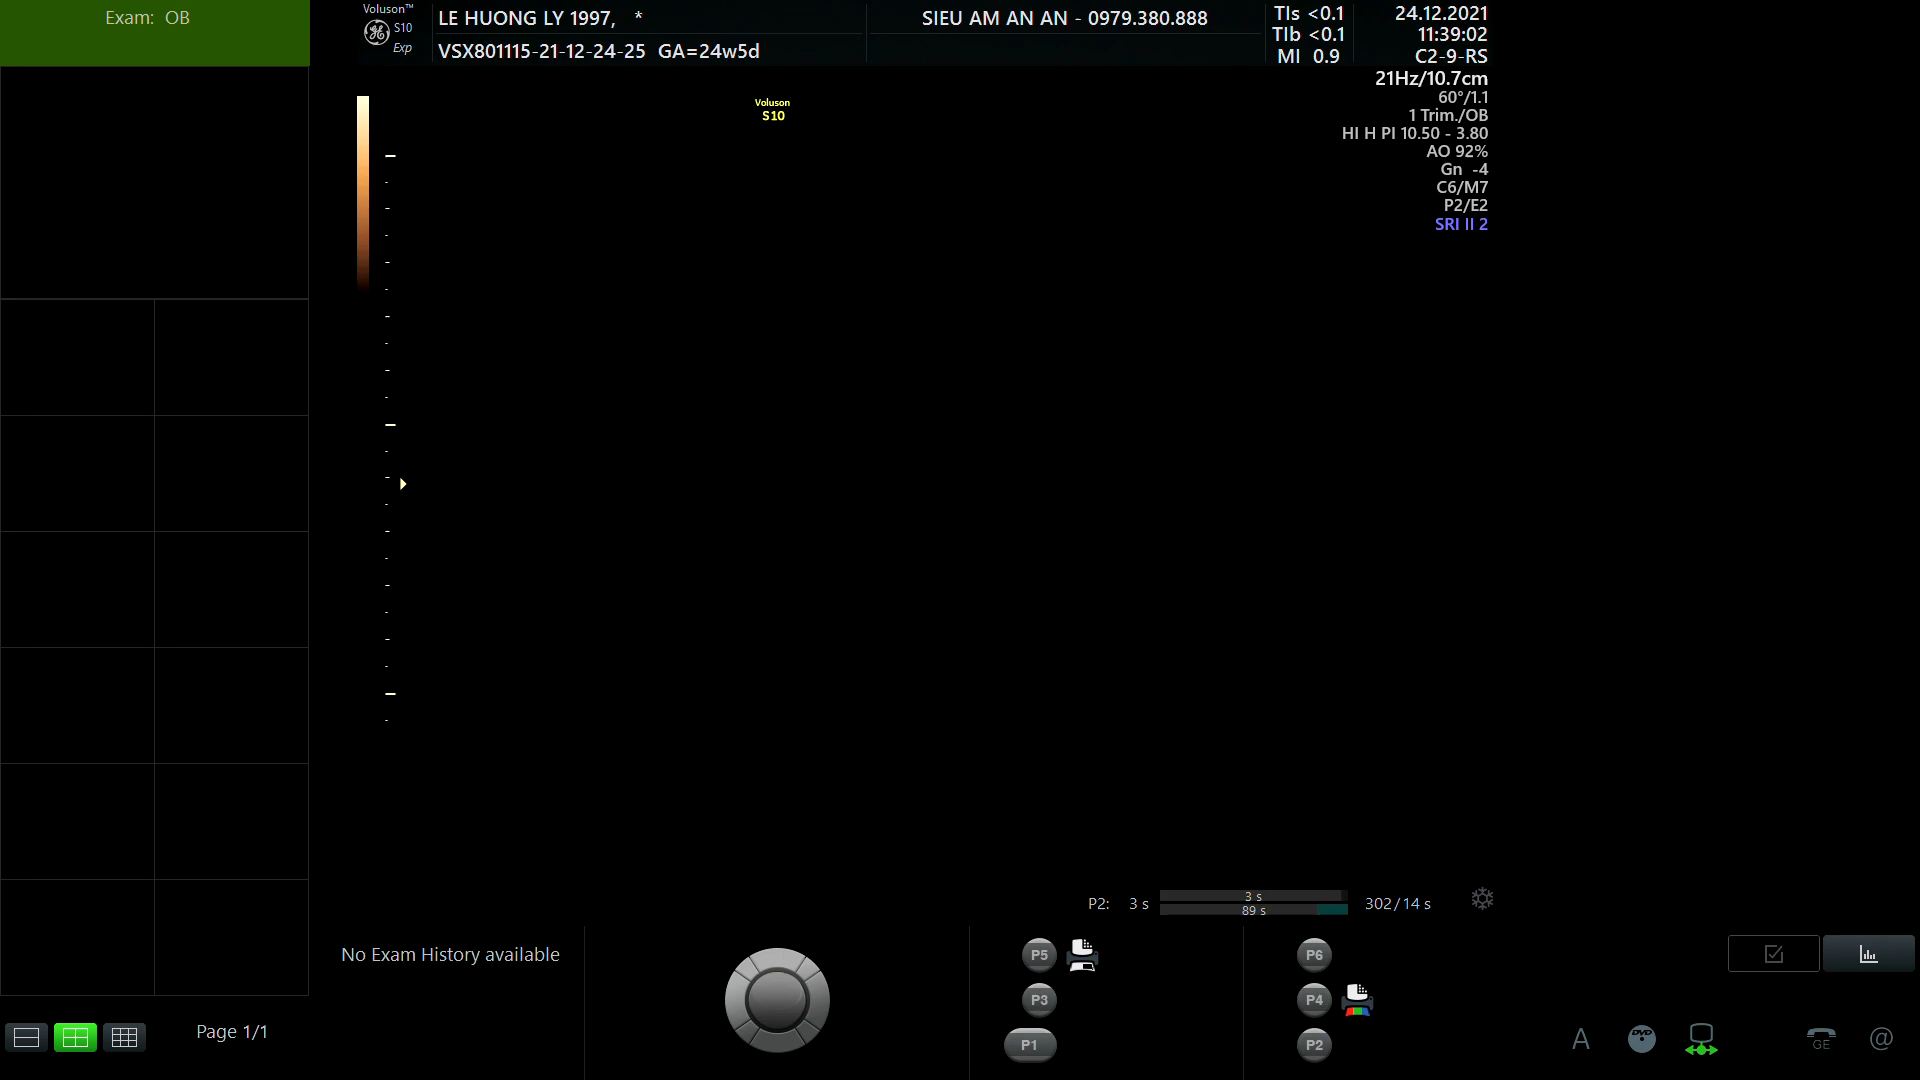 Exam: OB
Voluson™
S10
Exp
LE HUONG LY 1997, *
VSX801115-21-12-24-25 GA=24w5d
SIEU AM AN AN - 0979.380.888
TIs <0.1
TIb <0.1
MI 0.9
24.12.2021
11:39:02
C2-9-RS
21Hz/10.7cm
60°/1.1
1 Trim./OB
HI H PI 10.50 - 3.80
AO 92%
Gn -4
C6/M7
P2/E2
SRI II 2
Voluson
S10
P2: 3 s
3 s
89 s
302/14 s
No Exam History available
P5
P3
P1
P6
P4
P2
Page 1/1
A
DVD
GE
@